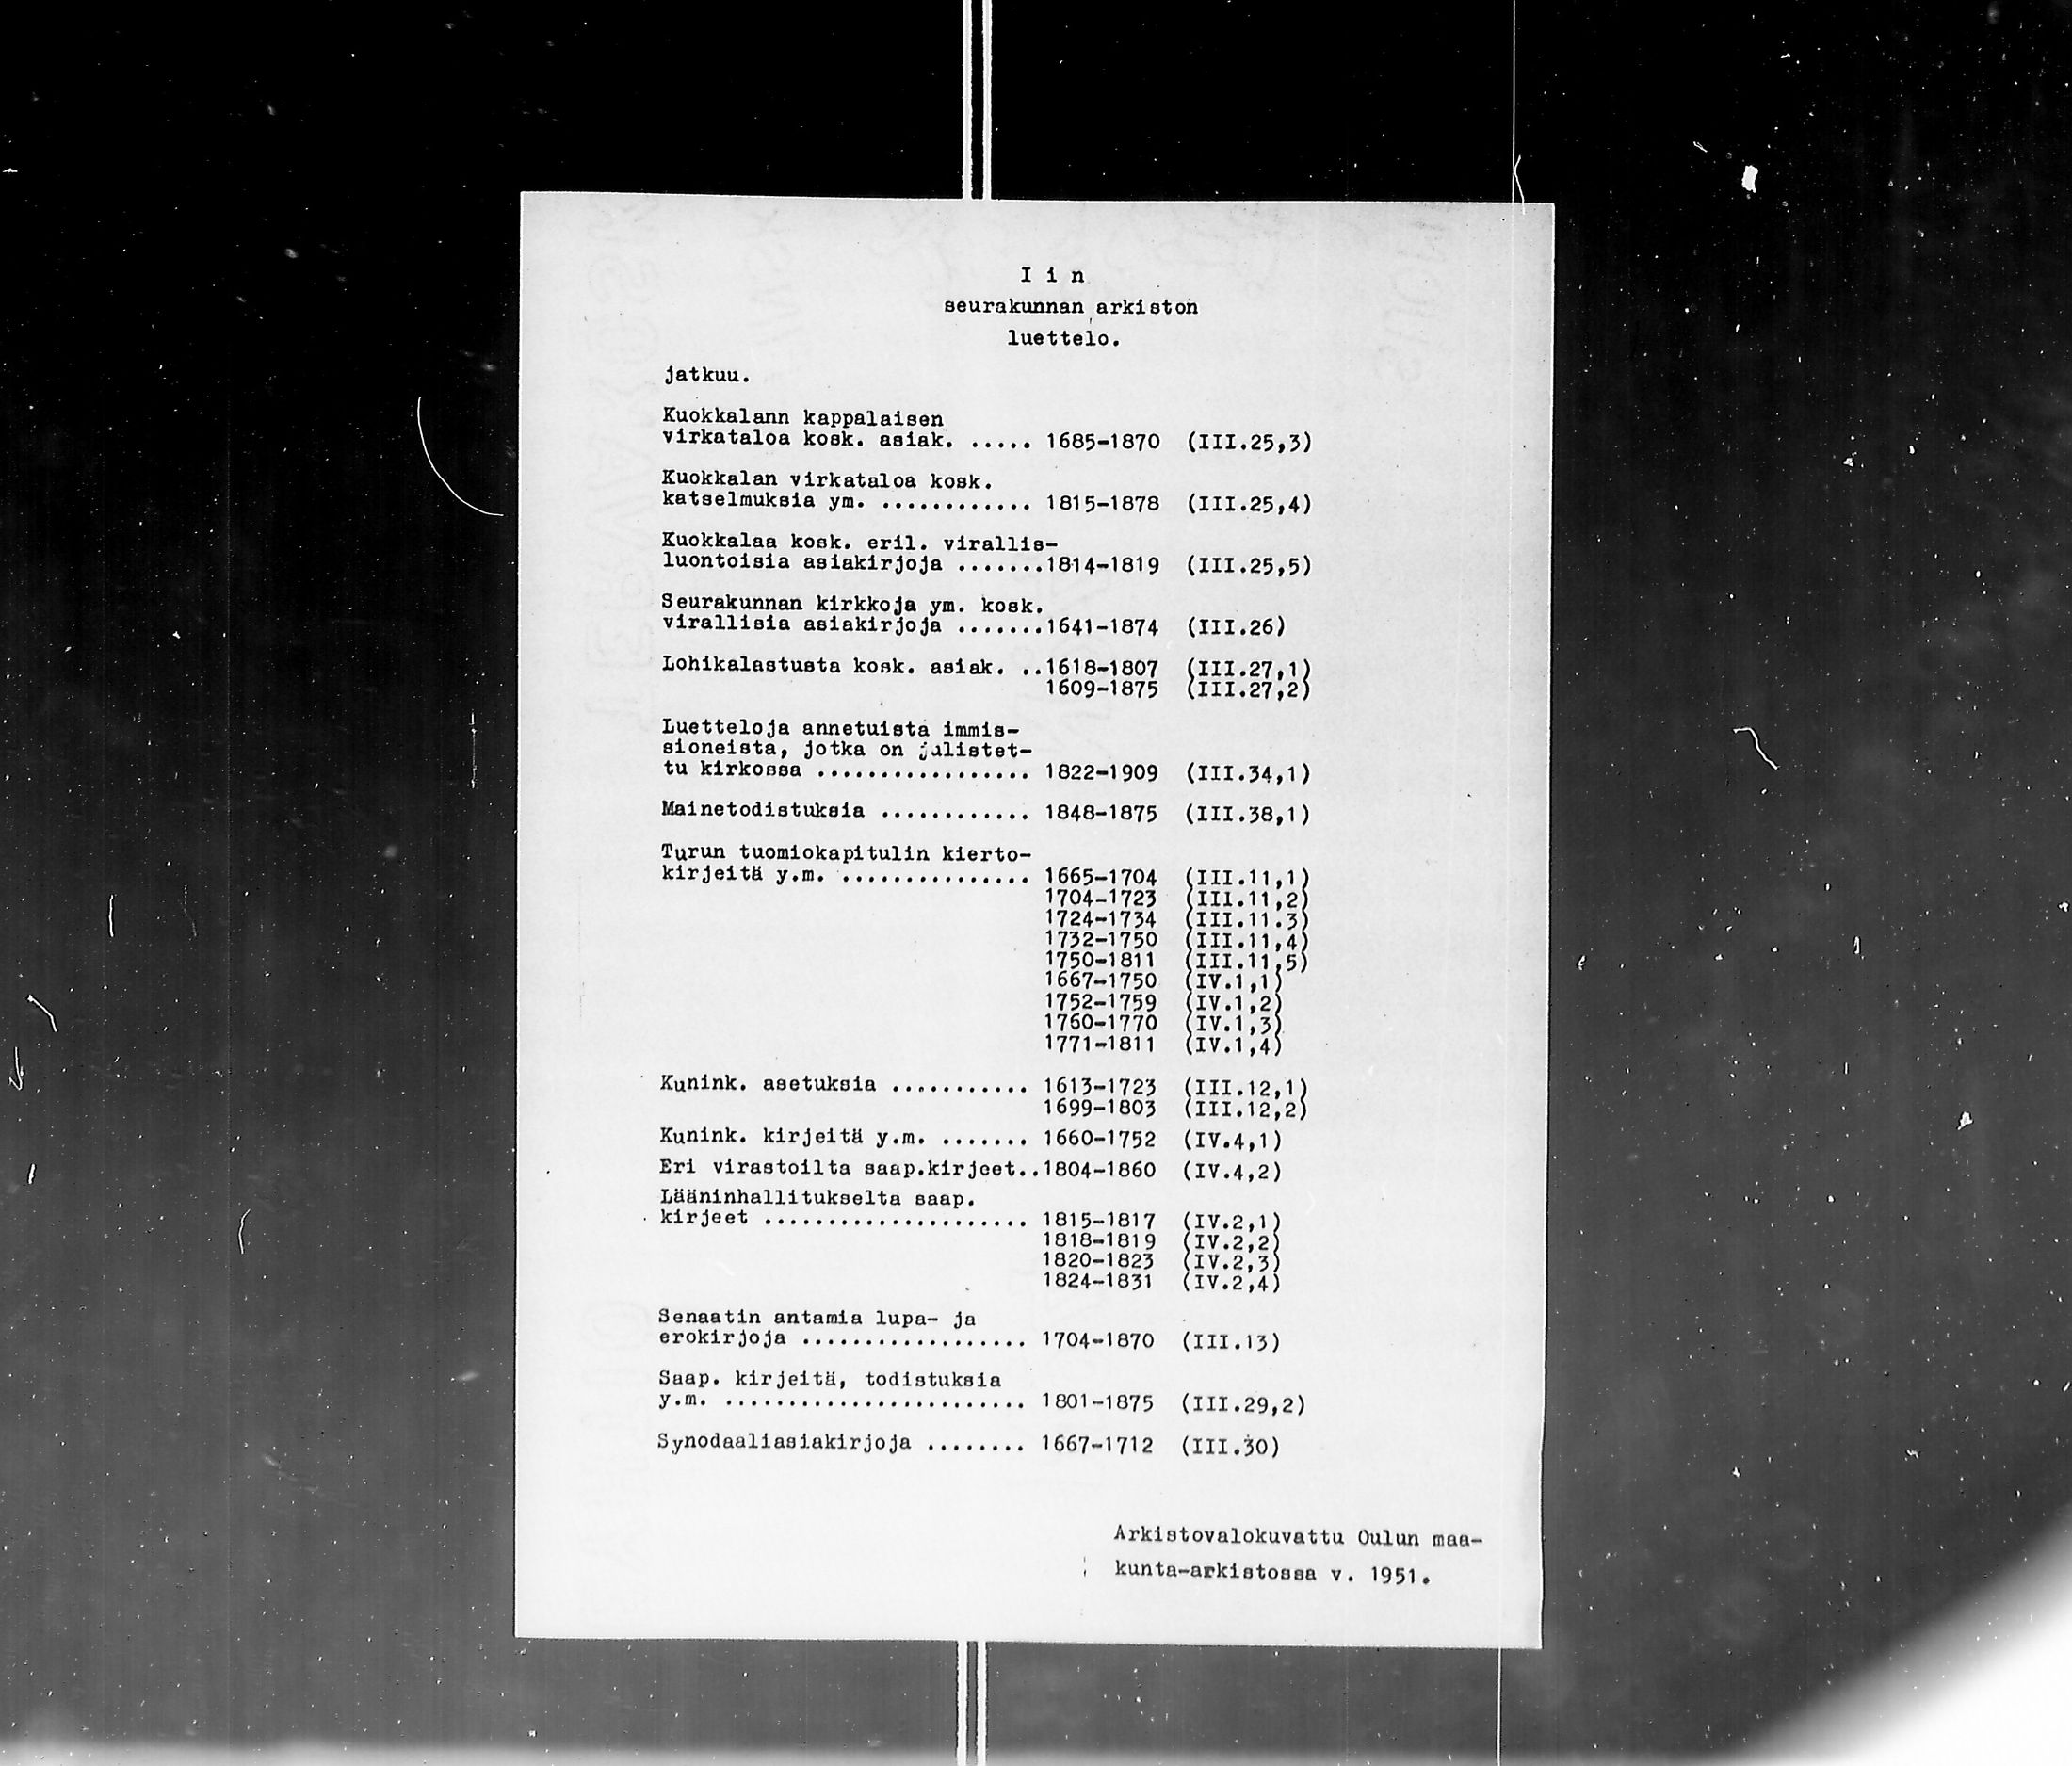 I i n
seurakunnan arkiston
luettelo.
jatkuu.
Kuokkalann kappalaisen
virkataloa kosk. asiak. ..... 1685-1870 (III.25,3)
Kuokkalan virkataloa kosk.
katselmuksia ym. ............ 1815-1878 (III.25,4)
Kuokkalaa kosk. eril. virallis-
luontoisia asiakirjoja .......1814-1819 (III.25,5)
Seurakunnan kirkkoja ym. kosk.
virallisia asiakirjoja .......1641-1874 (III.26)
Lohikalastusta kosk. asiak. ..1618-1807 (III.27,1)
1609-1875 (III.27,2)
Luetteloja annetuista immis-
sioneista, jotka on julistet-
tu kirkossa ................. 1822-1909 (III.34,1)
Mainetodistuksia ............ 1848-1875 (III.38,1)
Turun tuomiokapitulin kierto-
kirjeitä y.m. ............... 1665-1704 (III.11,1)
1704-1723 (III.11,2)
1724-1734 (III.11.3)
1732-1750 (III.11,4)
1750-1811 (III.11,5)
1667-1750 (IV.1,1)
1752-1759 (IV.1,2)
1760-1770 (IV.1,3)
1771-1811 (IV.1,4)
Kunink. asetuksia ........... 1613-1723 (III.12,1)
1699-1803 (III.12,2)
Kunink. kirjeitä y.m. ....... 1660-1752 (IV.4,1)
Eri virastoilta saap.kirjeet..1804-1860 (IV.4,2)
Lääninhallitukselta saap.
kirjeet ..................... 1815-1817 (IV.2,1)
1818-1819 (IV.2,2)
1820-1823 (IV.2,3)
1824-1831 (IV.2,4)
Senaatin antamia lupa- ja
erokirjoja .................. 1704-1870 (III.13)
Saap. kirjeitä, todistuksia
y.m. ........................ 1801-1875 (III.29,2)
Synodaaliasiakirjoja ........ 1667-1712 (III.30)
Arkistovalokuvattu Oulun maa-
kunta-arkistossa v. 1951.